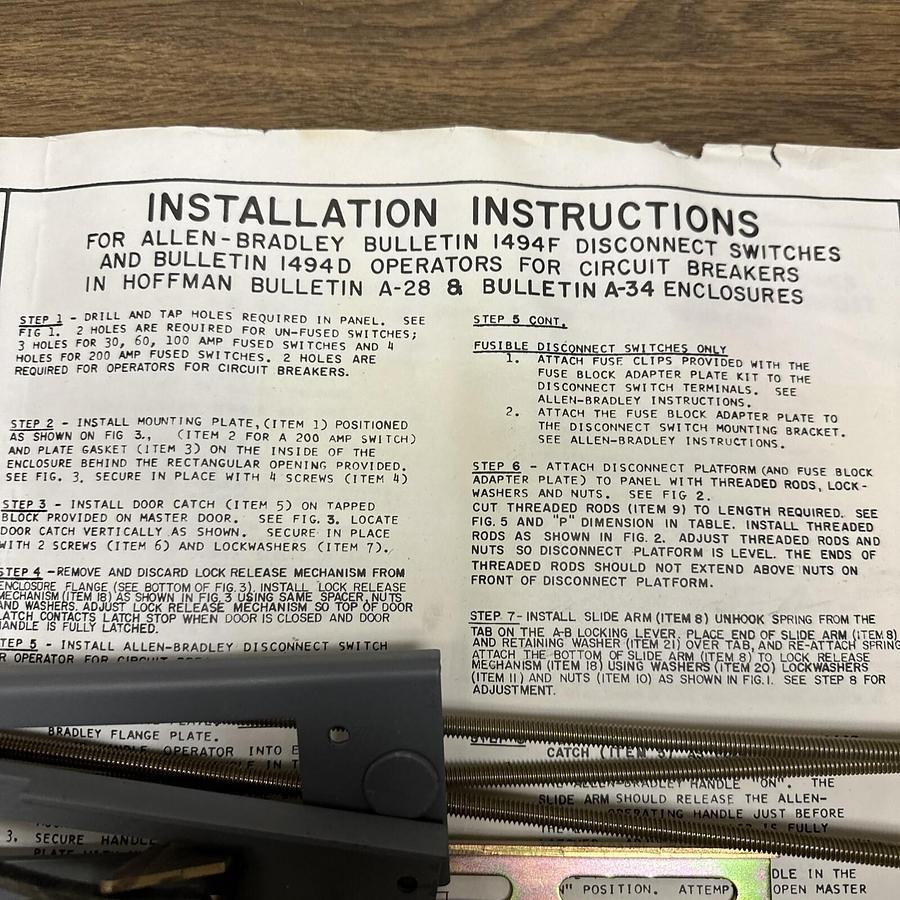 INSTALLATION INSTRUCTIONS
FOR ALLEN-BRADLEY BULLETIN 1494F DISCONNECT SWITCHES
AND BULLETIN 1494D OPERATORS FOR CIRCUIT BREAKERS
IN HOFFMAN BULLETIN A-28 & BULLETIN A-34 ENCLOSURES
STEP 1 - DRILL AND TAP HOLES REQUIRED IN PANEL. SEE
FIG 1. 2 HOLES ARE REQUIRED FOR UN-FUSED SWITCHES;
3 HOLES FOR 30, 60, 100 AMP FUSED SWITCHES AND 4
HOLES FOR 200 AMP FUSED SWITCHES. 2 HOLES ARE
REQUIRED FOR OPERATORS FOR CIRCUIT BREAKERS.
STEP 2 - INSTALL MOUNTING PLATE, (ITEM 1) POSITIONED
AS SHOWN ON FIG 3., (ITEM 2 FOR A 200 AMP SWITCH)
AND PLATE GASKET (ITEM 3) ON THE INSIDE OF THE
ENCLOSURE BEHIND THE RECTANGULAR OPENING PROVIDED.
SEE FIG. 3. SECURE IN PLACE WITH 4 SCREWS (ITEM 4)
STEP 3 - INSTALL DOOR CATCH (ITEM 5) ON TAPPED
BLOCK PROVIDED ON MASTER DOOR. SEE FIG. 3. LOCATE
DOOR CATCH VERTICALLY AS SHOWN. SECURE IN PLACE
WITH 2 SCREWS (ITEM 6) AND LOCKWASHERS (ITEM 7).
STEP 4 - REMOVE AND DISCARD LOCK RELEASE MECHANISM FROM
ENCLOSURE FLANGE (SEE BOTTOM OF FIG. 3). INSTALL LOCK RELEASE
MECHANISM (ITEM 18) AS SHOWN IN FIG. 3 USING SAME SPACER, NUTS
AND WASHERS. ADJUST LOCK RELEASE MECHANISM SO TOP OF DOOR
LATCH CONTACTS LATCH STOP WHEN DOOR IS CLOSED AND DOOR
HANDLE IS FULLY LATCHED.
STEP 5 - INSTALL ALLEN-BRADLEY DISCONNECT SWITCH
R OPERATOR FOR CIRCUIT
BRADLEY FLANGE PLATE.
OPERATOR INTO
3. SECURE HANDLE
PLATE
STEP 5 CONT.
FUSIBLE DISCONNECT SWITCHES ONLY
1. ATTACH FUSE CLIPS PROVIDED WITH THE
FUSE BLOCK ADAPTER PLATE KIT TO THE
DISCONNECT SWITCH TERMINALS. SEE
ALLEN-BRADLEY INSTRUCTIONS.
2. ATTACH THE FUSE BLOCK ADAPTER PLATE TO
THE DISCONNECT SWITCH MOUNTING BRACKET.
SEE ALLEN-BRADLEY INSTRUCTIONS.
STEP 6 - ATTACH DISCONNECT PLATFORM (AND FUSE BLOCK
ADAPTER PLATE) TO PANEL WITH THREADED RODS, LOCK-
WASHERS AND NUTS. SEE FIG 2.
CUT THREADED RODS (ITEM 9) TO LENGTH REQUIRED. SEE
FIG. 5 AND "P" DIMENSION IN TABLE. INSTALL THREADED
RODS AS SHOWN IN FIG. 2. ADJUST THREADED RODS AND
NUTS SO DISCONNECT PLATFORM IS LEVEL. THE ENDS OF
THREADED RODS SHOULD NOT EXTEND ABOVE NUTS ON
FRONT OF DISCONNECT PLATFORM.
STEP 7- INSTALL SLIDE ARM (ITEM 8) UNHOOK SPRING FROM THE
TAB ON THE A-B LOCKING LEVER. PLACE END OF SLIDE ARM (ITEM 8)
AND RETAINING WASHER (ITEM 21) OVER TAB, AND RE-ATTACH SPRING
ATTACH THE BOTTOM OF SLIDE ARM (ITEM 8) TO LOCK RELEASE
MECHANISM (ITEM 18) USING WASHERS (ITEM 20) LOCKWASHERS
(ITEM 11) AND NUTS (ITEM 10) AS SHOWN IN FIG. 1. SEE STEP 8 FOR
ADJUSTMENT.
CATCH (ITEM 5)
ALLEN-BRADLEY HANDLE "ON". THE
SLIDE ARM SHOULD RELEASE THE ALLEN-
OPERATING HANDLE JUST BEFORE
IS FULLY
DLE IN THE
N" POSITION. ATTEMP OPEN MASTER